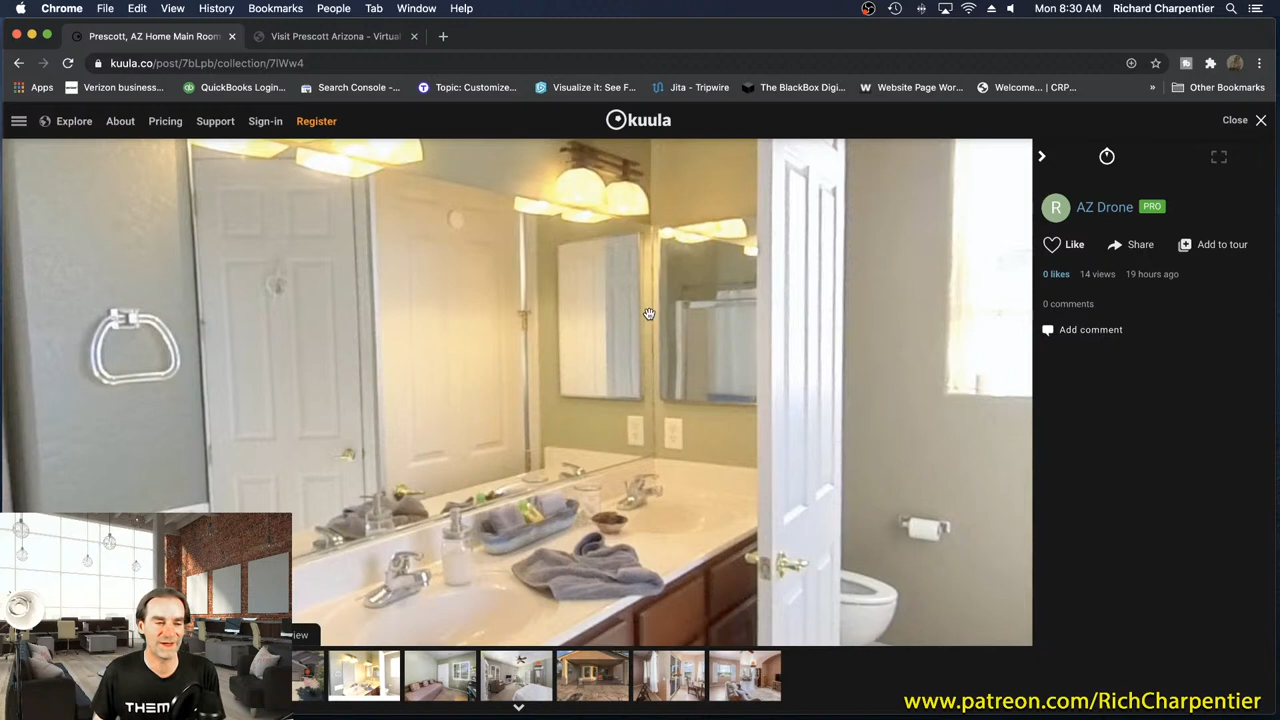 Chrome File Edit View History Bookmarks People Tab Window Help Mon 8:30 AM Richard Charpentier
Prescott, AZ Home Main Room Visit Prescott Arizona - Virtual
kuula.co/post/7bLpb/collection/7lWw4
Apps Verizon business... QuickBooks Login... Search Console -... Topic: Customize... Visualize it: See F... Jita - Tripwire The BlackBox Digi... Website Page Wor... Welcome... | CRP... » Other Bookmarks
Explore About Pricing Support Sign-in Register kuula Close
R AZ Drone PRO
Like Share Add to tour
0 likes 14 views 19 hours ago
0 comments
Add comment
iew
THEM
www.patreon.com/RichCharpentier